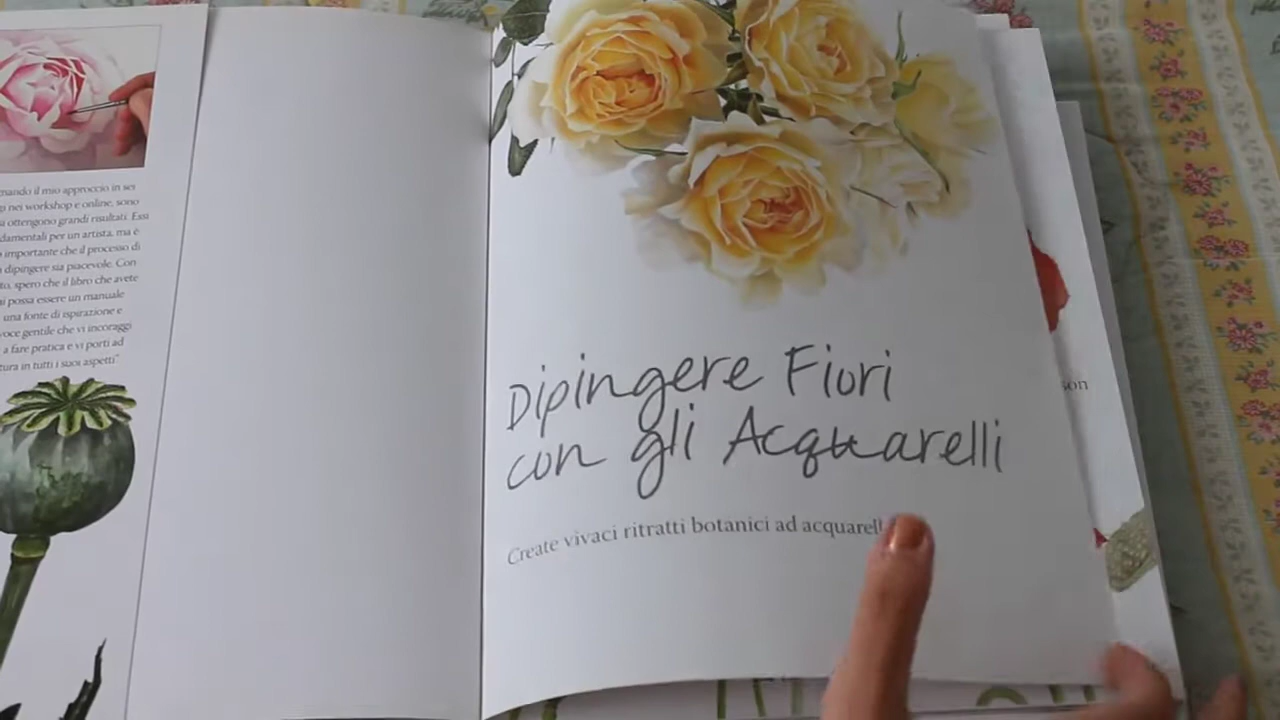 nando il mio approccio in sei
gi nei workshop e online, sono
a ottengono grandi risultati. Essi
damentali per un artista, ma è
importante che il processo di
dipingere sia piacevole. Con
to, spero che il libro che avete
i possa essere un manuale
una fonte di ispirazione e
voce gentile che vi incoraggi
a fare pratica e vi porti ad
tura in tutti i suoi aspetti"
Dipingere Fiori
con gli Acquarelli
Create vivaci ritratti botanici ad acquarell
son